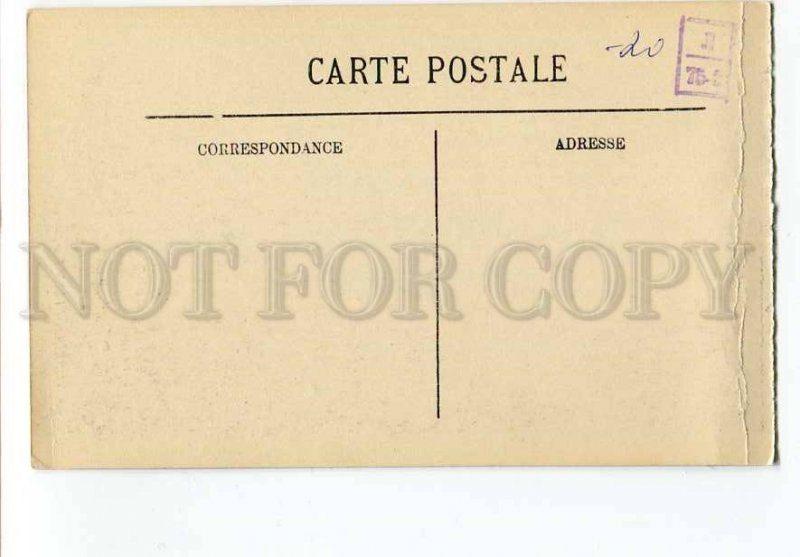 -20
CARTE POSTALE
CORRESPONDANCE
ADRESSE
NOT FOR COPY